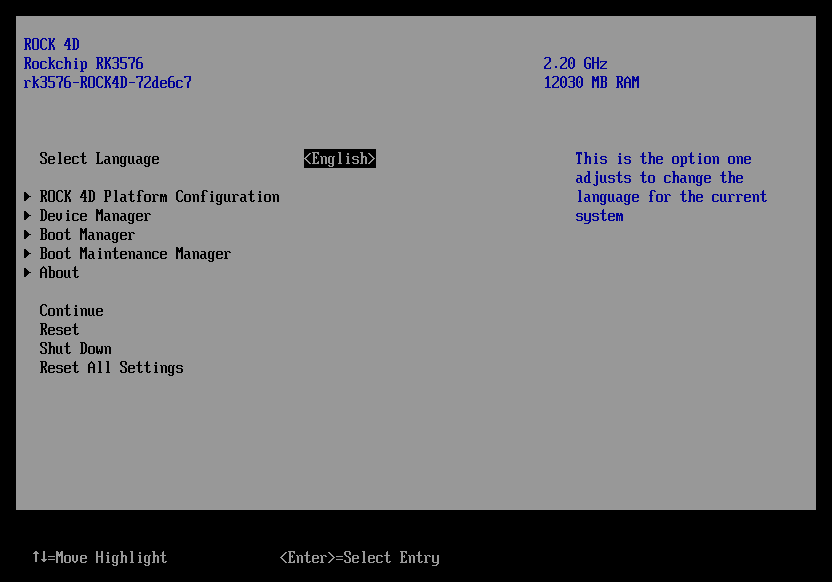 ROCK 4D
Rockchip RK3576 2.20 GHz
rk3576-ROCK4D-72de6c7 12030 MB RAM
Select Language <English> This is the option one
adjusts to change the
ROCK 4D Platform Configuration language for the current
Device Manager system
Boot Manager
Boot Maintenance Manager
About
Continue
Reset
Shut Down
Reset All Settings
↑↓=Move Highlight <Enter>=Select Entry